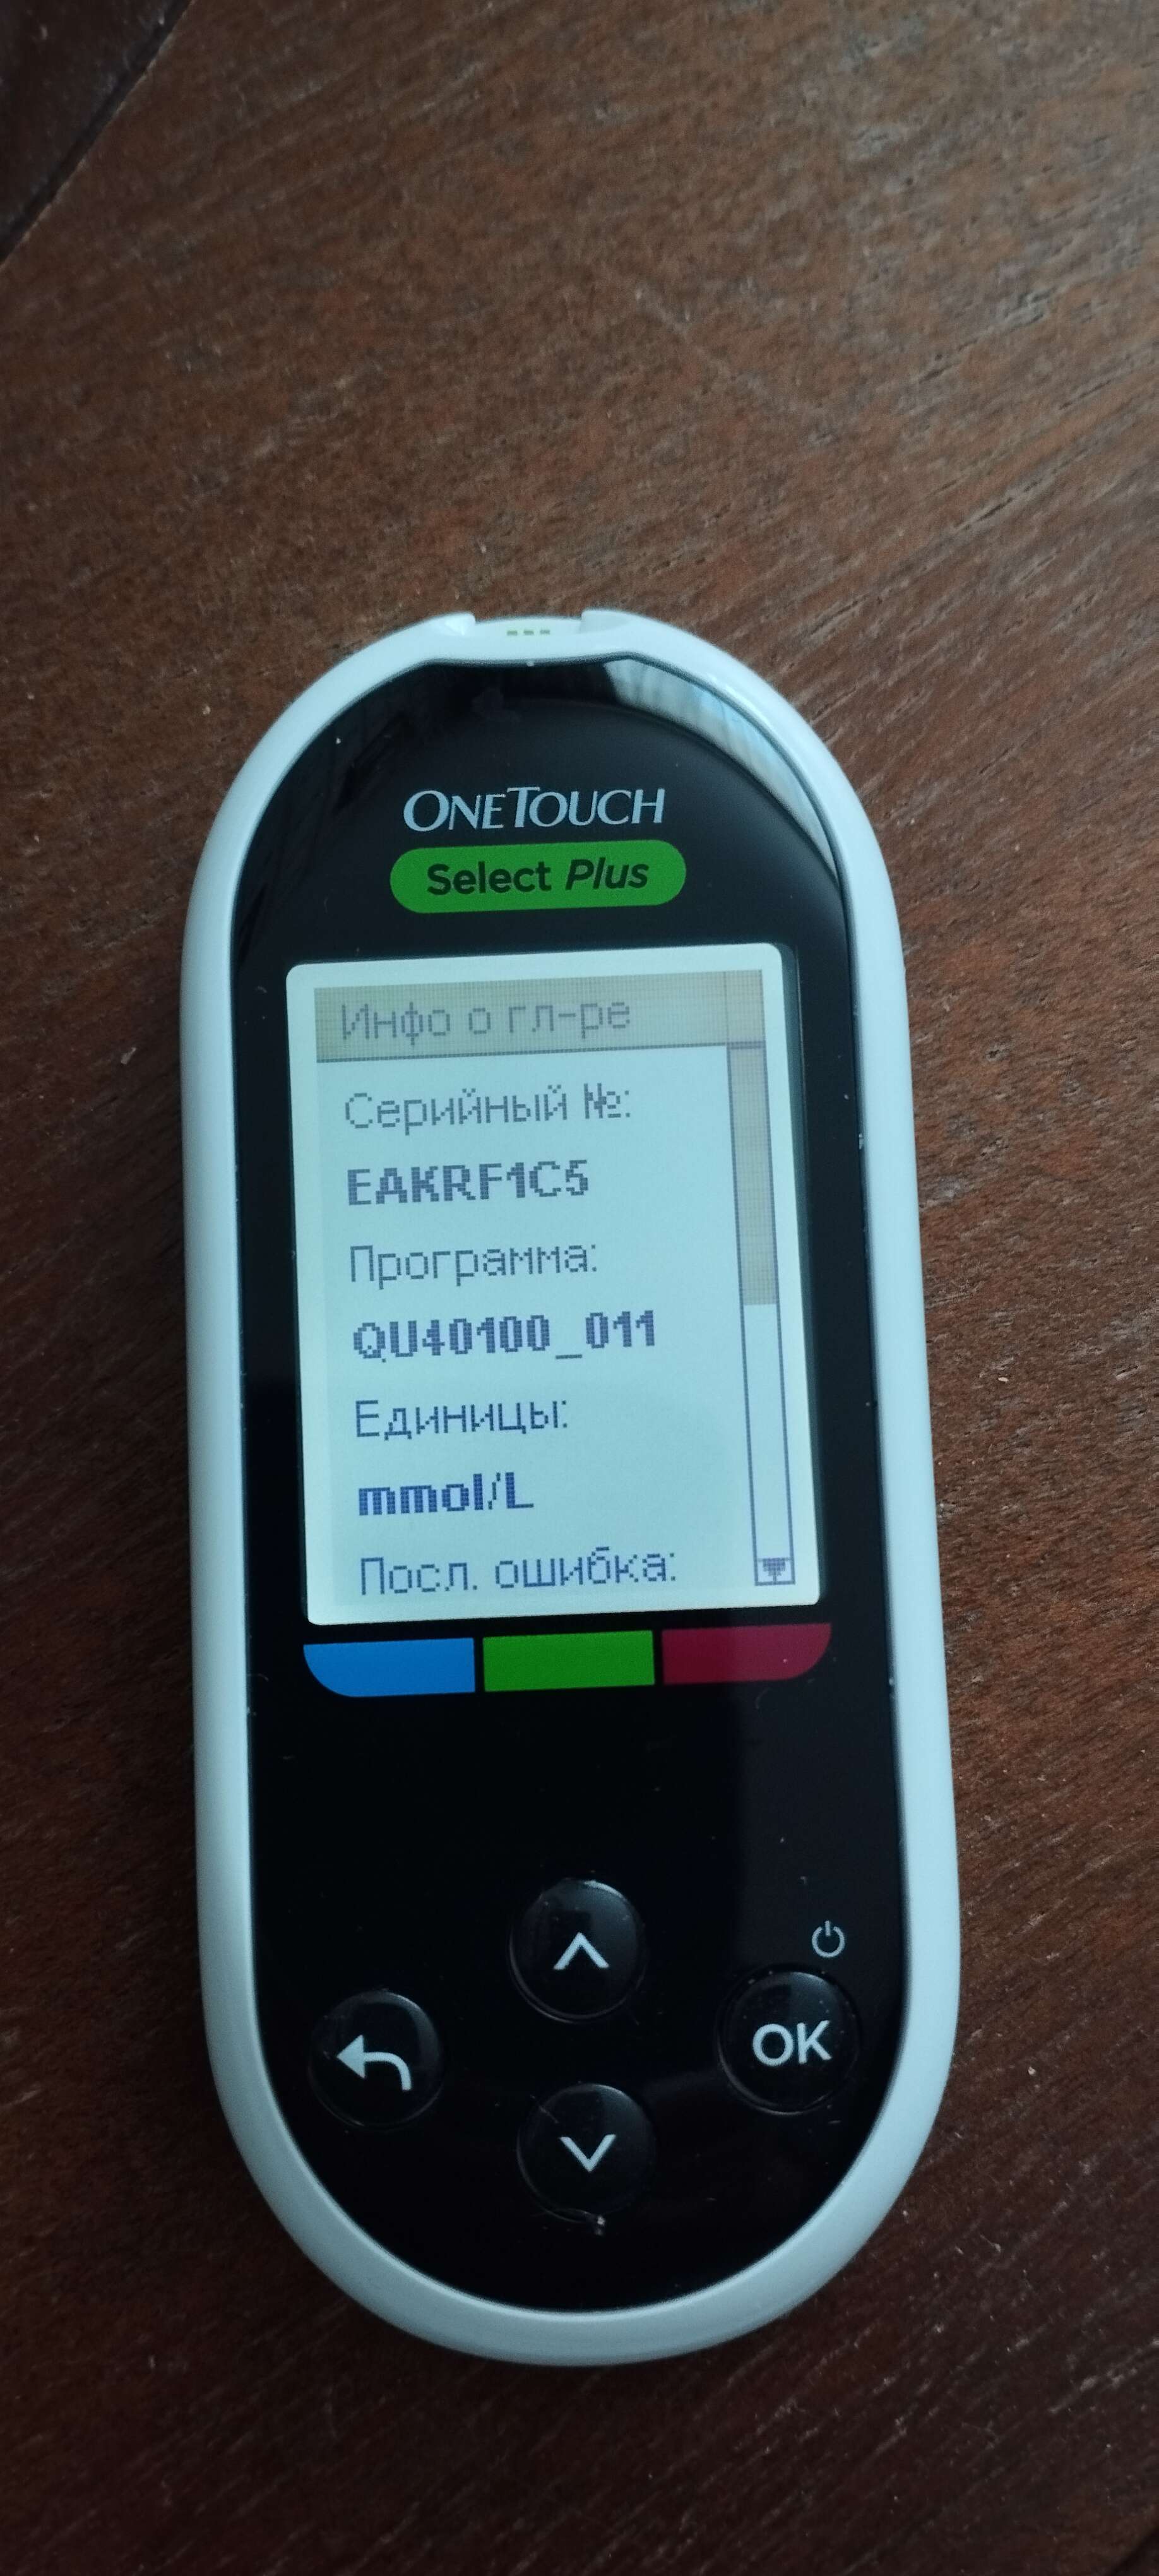 ONETOUCH
Select Plus
Инфо о гл-ре
Серийный №:
EAKRF1C5
Программа:
QU40100_011
Единицы:
mmol/L
Посл. ошибка:
OK